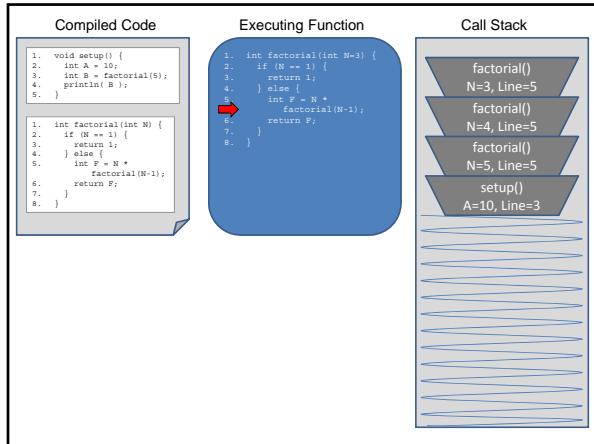 Compiled Code
1. void setup() {
2. int A = 10;
3. int B = factorial(5);
4. println( B );
5. }
1. int factorial(int N) {
2. if (N == 1) {
3. return 1;
4. } else {
5. int F = N *
factorial(N-1);
6. return F;
7. }
8. }
Executing Function
1. int factorial(int N=3) {
2. if (N == 1) {
3. return 1;
4. } else {
5. int F = N *
factorial(N-1);
6. return F;
7. }
8. }
Call Stack
factorial()
N=3, Line=5
factorial()
N=4, Line=5
factorial()
N=5, Line=5
setup()
A=10, Line=3